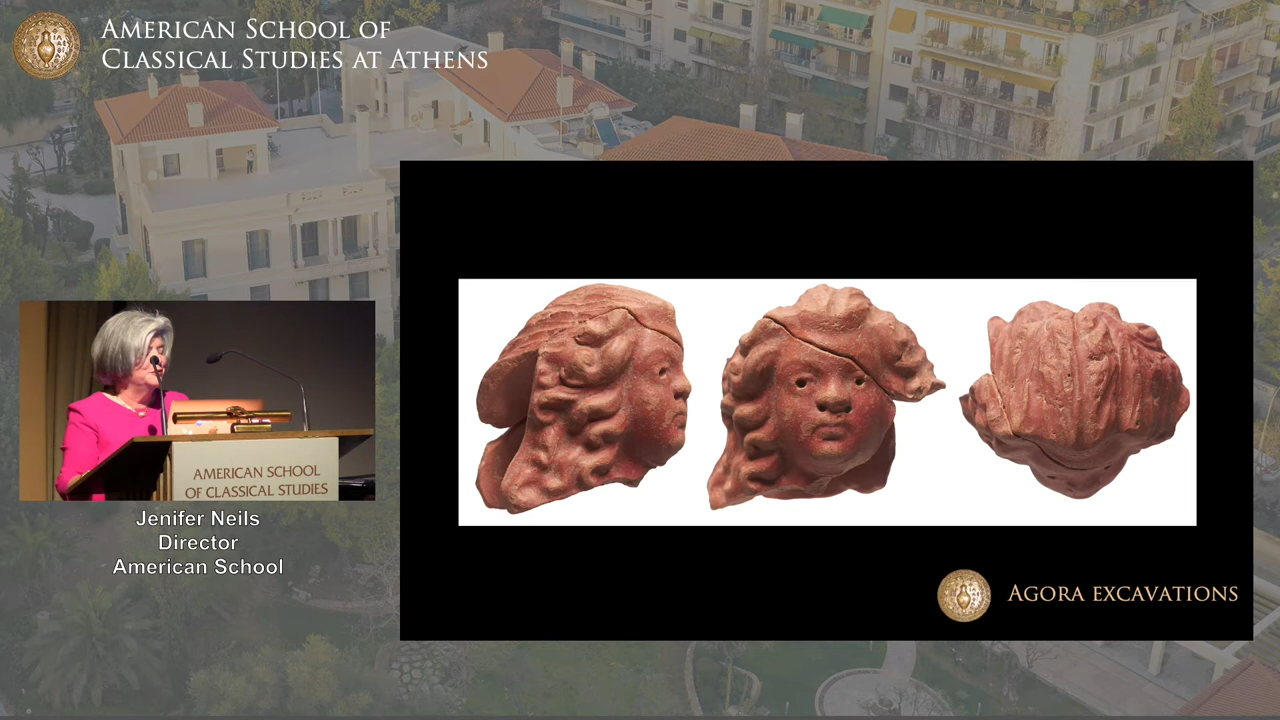 AMERICAN SCHOOL OF
CLASSICAL STUDIES AT ATHENS
AMERICAN SCHOOL
OF CLASSICAL STUDIES
Jenifer Neils
Director
American School
AGORA EXCAVATIONS